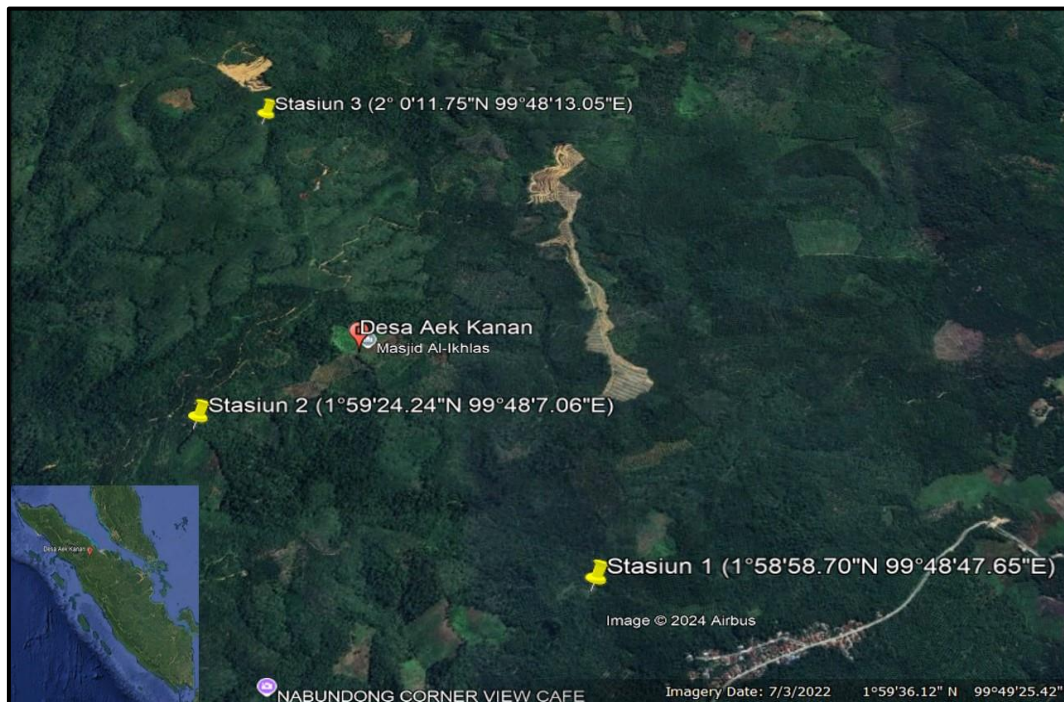 Stasiun 3 (2° 0'11.75"N 99°48'13.05"E)
Desa Aek Kanan
Masjid Al-Ikhlas
Stasiun 2 (1°59'24.24"N 99°48'7.06"E)
Desa Aek Kanan
Stasiun 1 (1°58'58.70"N 99°48'47.65"E)
Image © 2024 Airbus
NABUNDONG CORNER VIEW CAFE
Imagery Date: 7/3/2022 1°59'36.12" N 99°49'25.42"